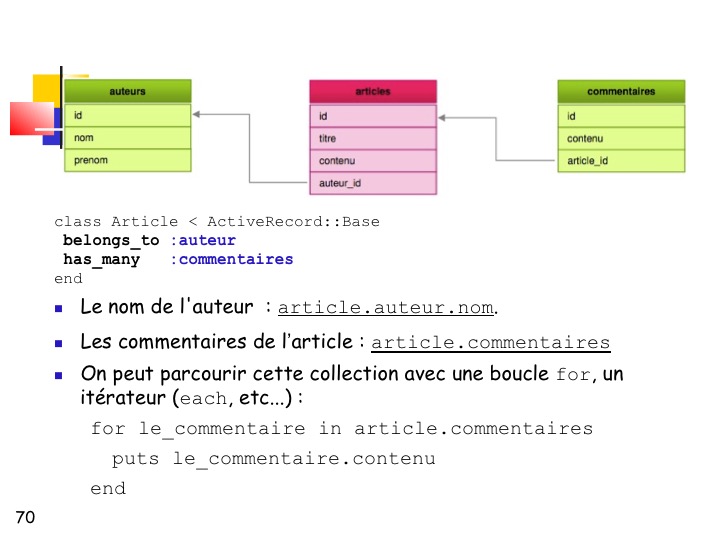 auteurs
id
nom
prenom
articles
id
titre
contenu
auteur_id
commentaires
id
contenu
article_id
class Article < ActiveRecord::Base
belongs_to :auteur
has_many :commentaires
end
Le nom de l'auteur : article.auteur.nom.
Les commentaires de l’article : article.commentaires
On peut parcourir cette collection avec une boucle for, un
itérateur (each, etc...) :
for le_commentaire in article.commentaires
puts le_commentaire.contenu
end
70